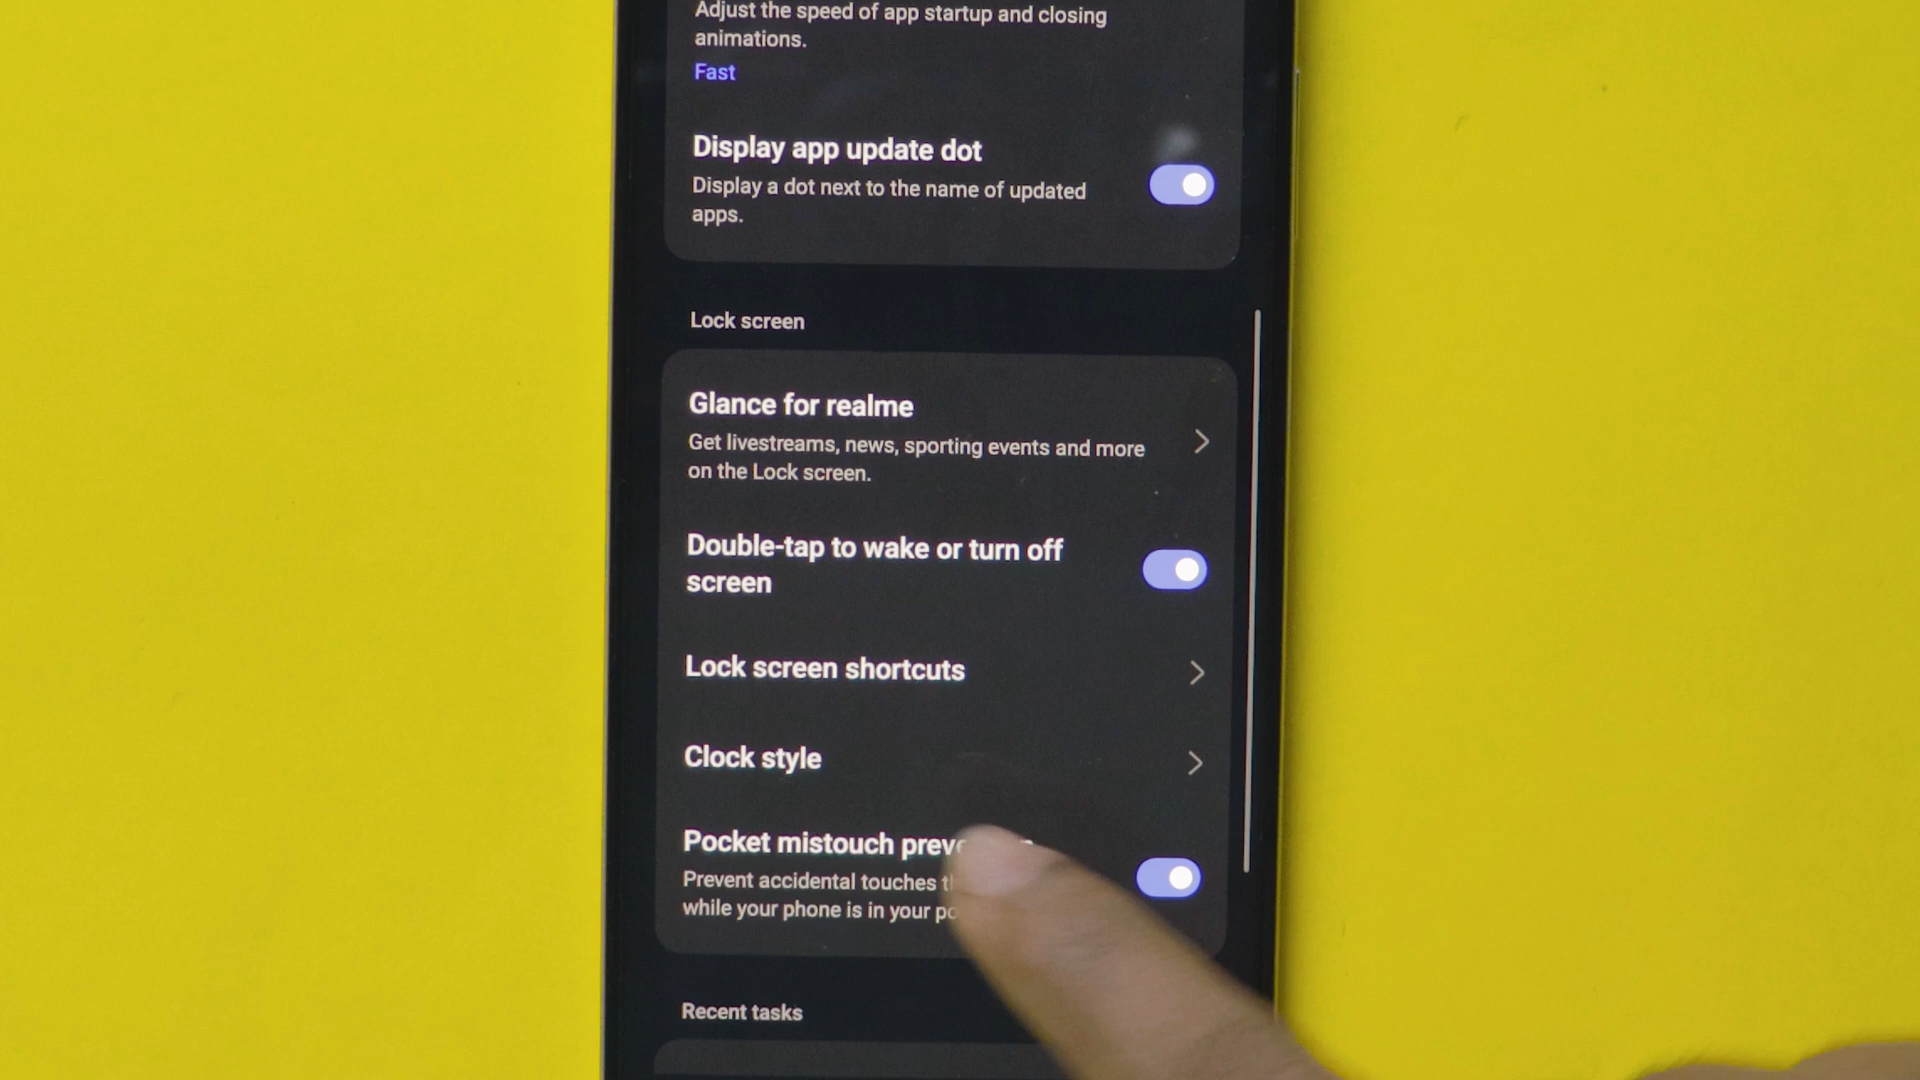 Adjust the speed of app startup and closing
animations.
Fast
Display app update dot
Display a dot next to the name of updated
apps.
Lock screen
Glance for realme
Get livestreams, news, sporting events and more
on the Lock screen.
Double-tap to wake or turn off
screen
Lock screen shortcuts
Clock style
Pocket mistouch
Prevent accidental touches
while your phone is in your
Recent tasks